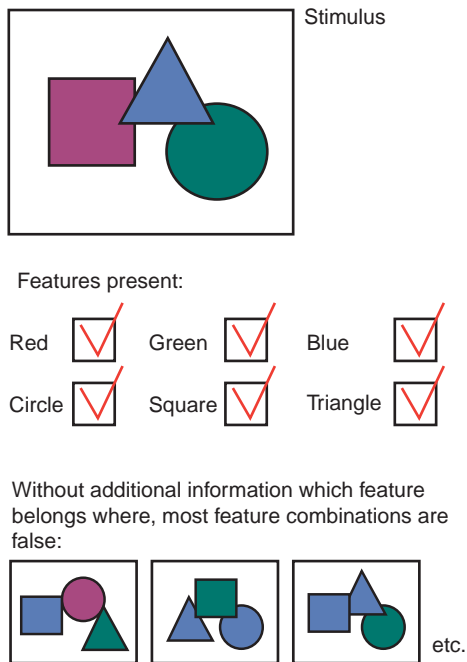 Stimulus
Features present:
Red Green Blue
Circle Square Triangle
Without additional information which feature
belongs where, most feature combinations are
false:
etc.